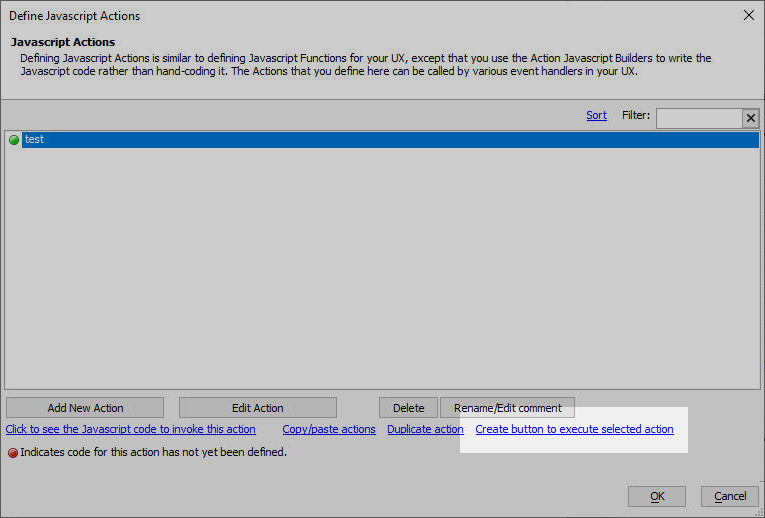 Define Javascript Actions
Javascript Actions
Defining Javascript Actions is similar to defining Javascript Functions for your UX, except that you use the Action Javascript Builders to write the
Javascript code rather than hand-coding it. The Actions that you define here can be called by various event handlers in your UX.
Sort Filter:
test
Add New Action Edit Action Delete Rename/Edit comment
Click to see the Javascript code to invoke this action Copy/paste actions Duplicate action Create button to execute selected action
Indicates code for this action has not yet been defined.
OK Cancel